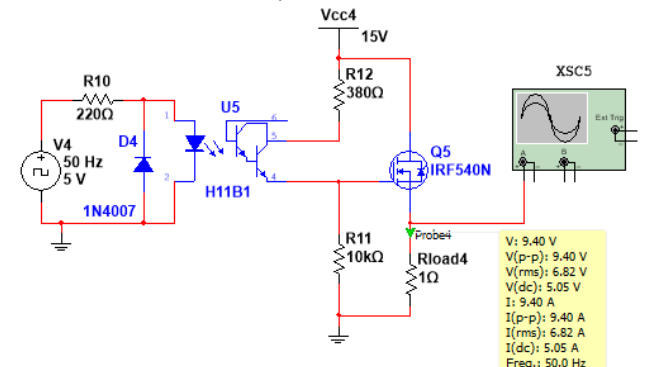 Vcc4
15V
R12
380Ω
XSC5
R10
220Ω
U5
6
5
4
1
2
H11B1
D4
1N4007
V4
50 Hz
5 V
Q5
IRF540N
Ext Trig
+
A
B
+
+
Probe4
R11
10kΩ
Rload4
1Ω
V: 9.40 V
V(p-p): 9.40 V
V(rms): 6.82 V
V(dc): 5.05 V
I: 9.40 A
I(p-p): 9.40 A
I(rms): 6.82 A
I(dc): 5.05 A
Freq.: 50.0 Hz